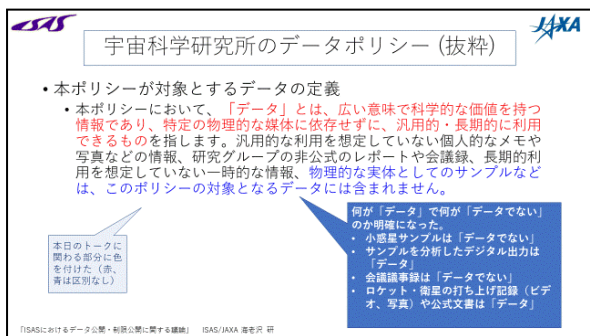 ISAS
JAXA
宇宙科学研究所のデータポリシー (抜粋)
• 本ポリシーが対象とするデータの定義
• 本ポリシーにおいて、「データ」とは、広い意味で科学的な価値を持つ
情報であり、特定の物理的な媒体に依存せずに、汎用的・長期的に利用
できるものを指します。汎用的な利用を想定していない個人的なメモや
写真などの情報、研究グループの非公式のレポートや会議録、長期的利
用を想定していない一時的な情報、物理的な実体としてのサンプルなど
は、このポリシーの対象となるデータには含まれません。
本日のトークに
関わる部分に色
を付けた（赤、
青は区別なし）
何が「データ」で何が「データでない」
のか明確になった。
• 小惑星サンプルは「データでない」
• サンプルを分析したデジタル出力は
「データ」
• 会議議事録は「データでない」
• ロケット・衛星の打ち上げ記録（ビデ
オ、写真）や公式文書は「データ」
「ISASにおけるデータ公開・制限公開に関する議論」 ISAS/JAXA 海老沢 研